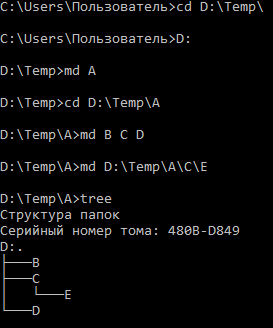 C:\Users\Пользователь>cd D:\Temp\
C:\Users\Пользователь>D:
D:\Temp>md A
D:\Temp>cd D:\Temp\A
D:\Temp\A>md B C D
D:\Temp\A>md D:\Temp\A\C\E
D:\Temp\A>tree
Структура папок
Серийный номер тома: 480B-D849
D:.
├───B
├───C
│   └───E
└───D